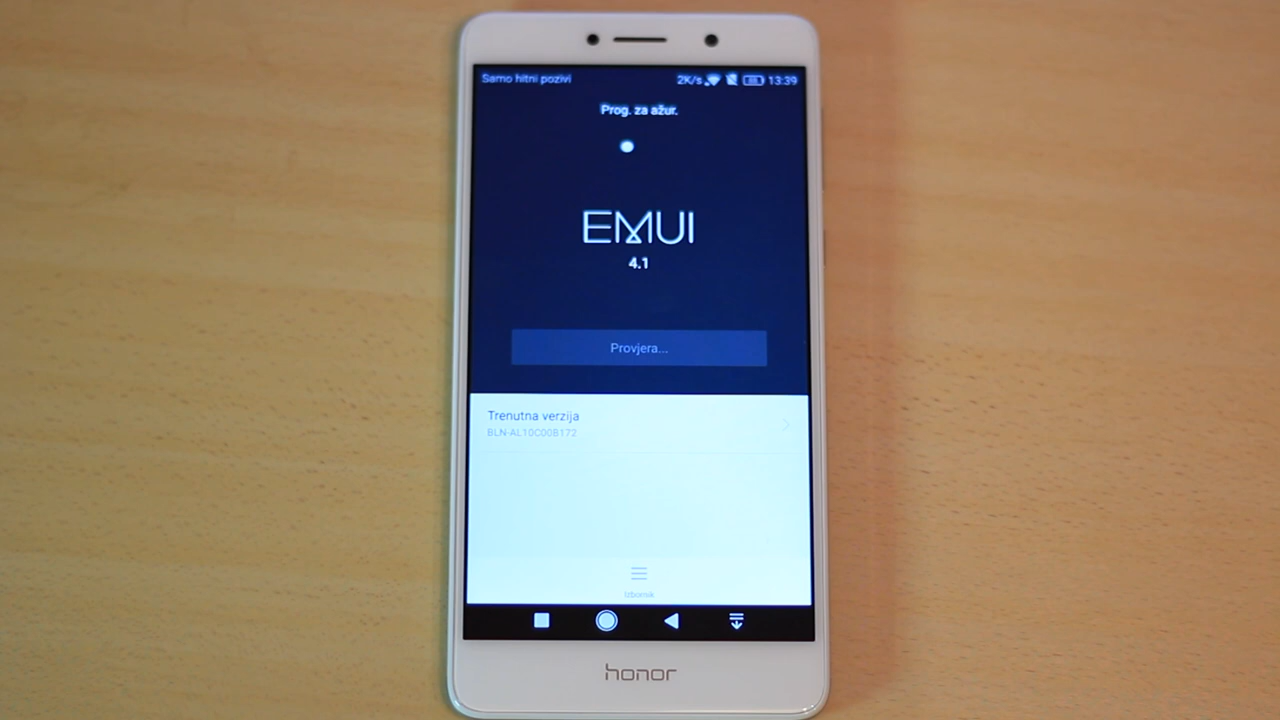 Samo hitni pozivi 2K/s 13:39
Prog. za ažur.
EMUI
4.1
Provjera...
Trenutna verzija
BLN-AL10C00B172
Izbornik
honor